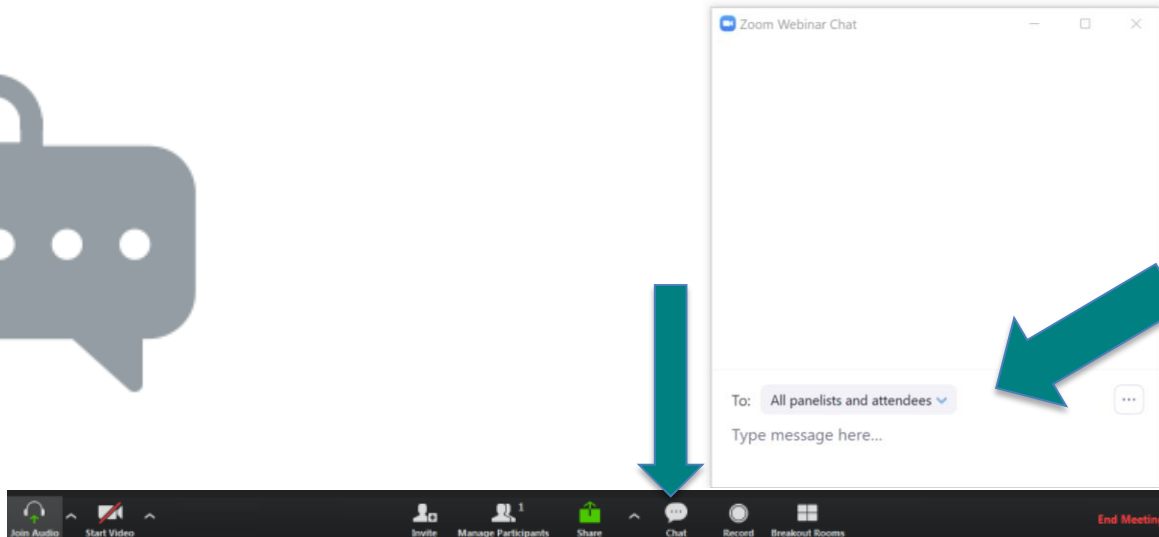 Zoom Webinar Chat
To: All panelists and attendees
Type message here...
Join Audio Start Video Invite Manage Participants 1 Share Chat Record Breakout Rooms End Meeting